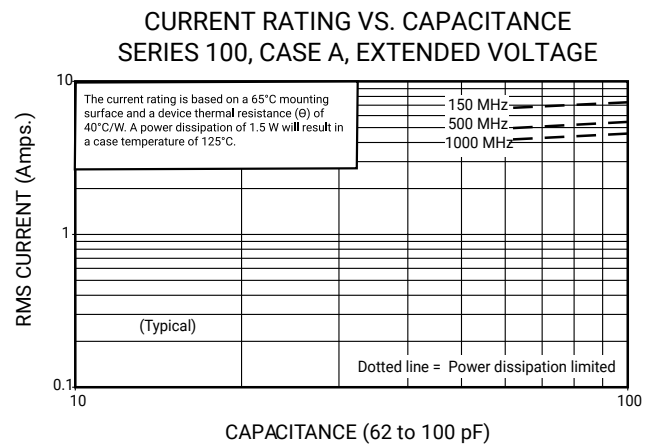 CURRENT RATING VS. CAPACITANCE
SERIES 100, CASE A, EXTENDED VOLTAGE
10
The current rating is based on a 65°C mounting
surface and a device thermal resistance (Θ) of
40°C/W. A power dissipation of 1.5 W will result in
a case temperature of 125°C.
150 MHz
500 MHz
1000 MHz
RMS CURRENT (Amps.)
1
(Typical)
Dotted line = Power dissipation limited
0.1
10
100
CAPACITANCE (62 to 100 pF)